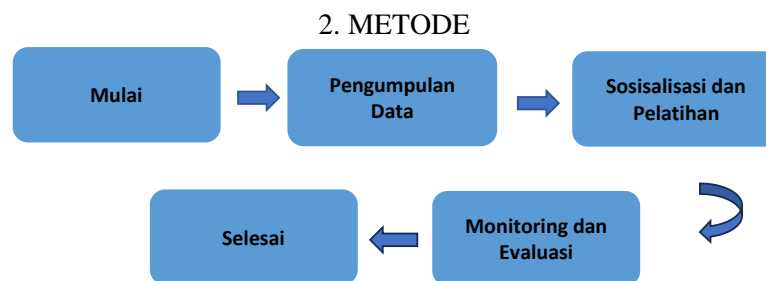 2. METODE
Mulai
Pengumpulan
Data
Sosisalisasi dan
Pelatihan
Monitoring dan
Evaluasi
Selesai